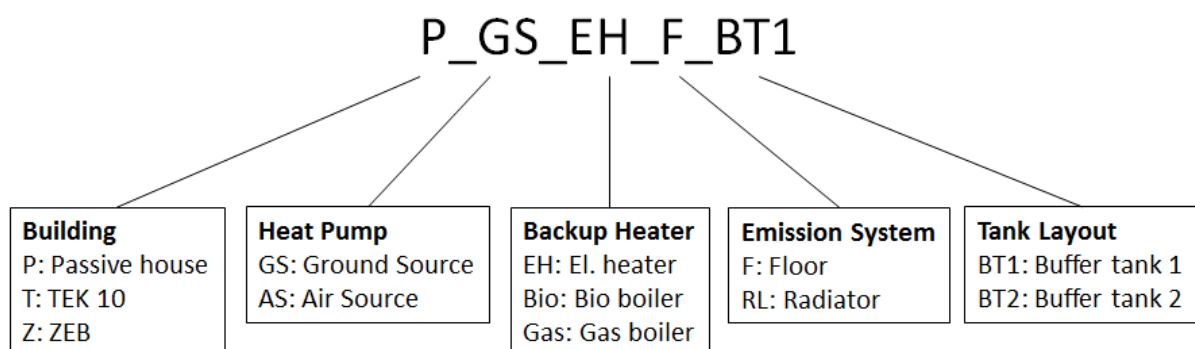 P_GS_EH_F_BT1
Building
P: Passive house
T: TEK 10
Z: ZEB
Heat Pump
GS: Ground Source
AS: Air Source
Backup Heater
EH: El. heater
Bio: Bio boiler
Gas: Gas boiler
Emission System
F: Floor
RL: Radiator
Tank Layout
BT1: Buffer tank 1
BT2: Buffer tank 2